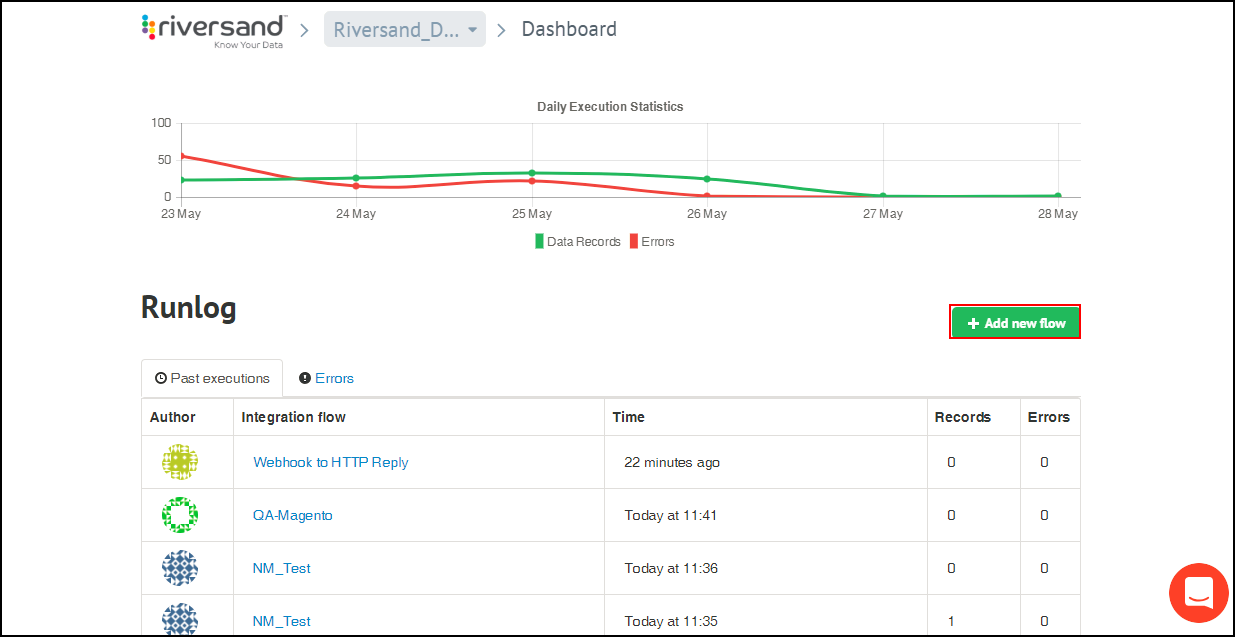 riversand
Know Your Data
Riversand_D...
Dashboard
Daily Execution Statistics
100
50
0
23 May 24 May 25 May 26 May 27 May 28 May
Data Records Errors
Runlog
+ Add new flow
Past executions Errors
Author Integration flow Time Records Errors
Webhook to HTTP Reply 22 minutes ago 0 0
QA-Magento Today at 11:41 0 0
NM_Test Today at 11:36 0 0
NM_Test Today at 11:35 1 0